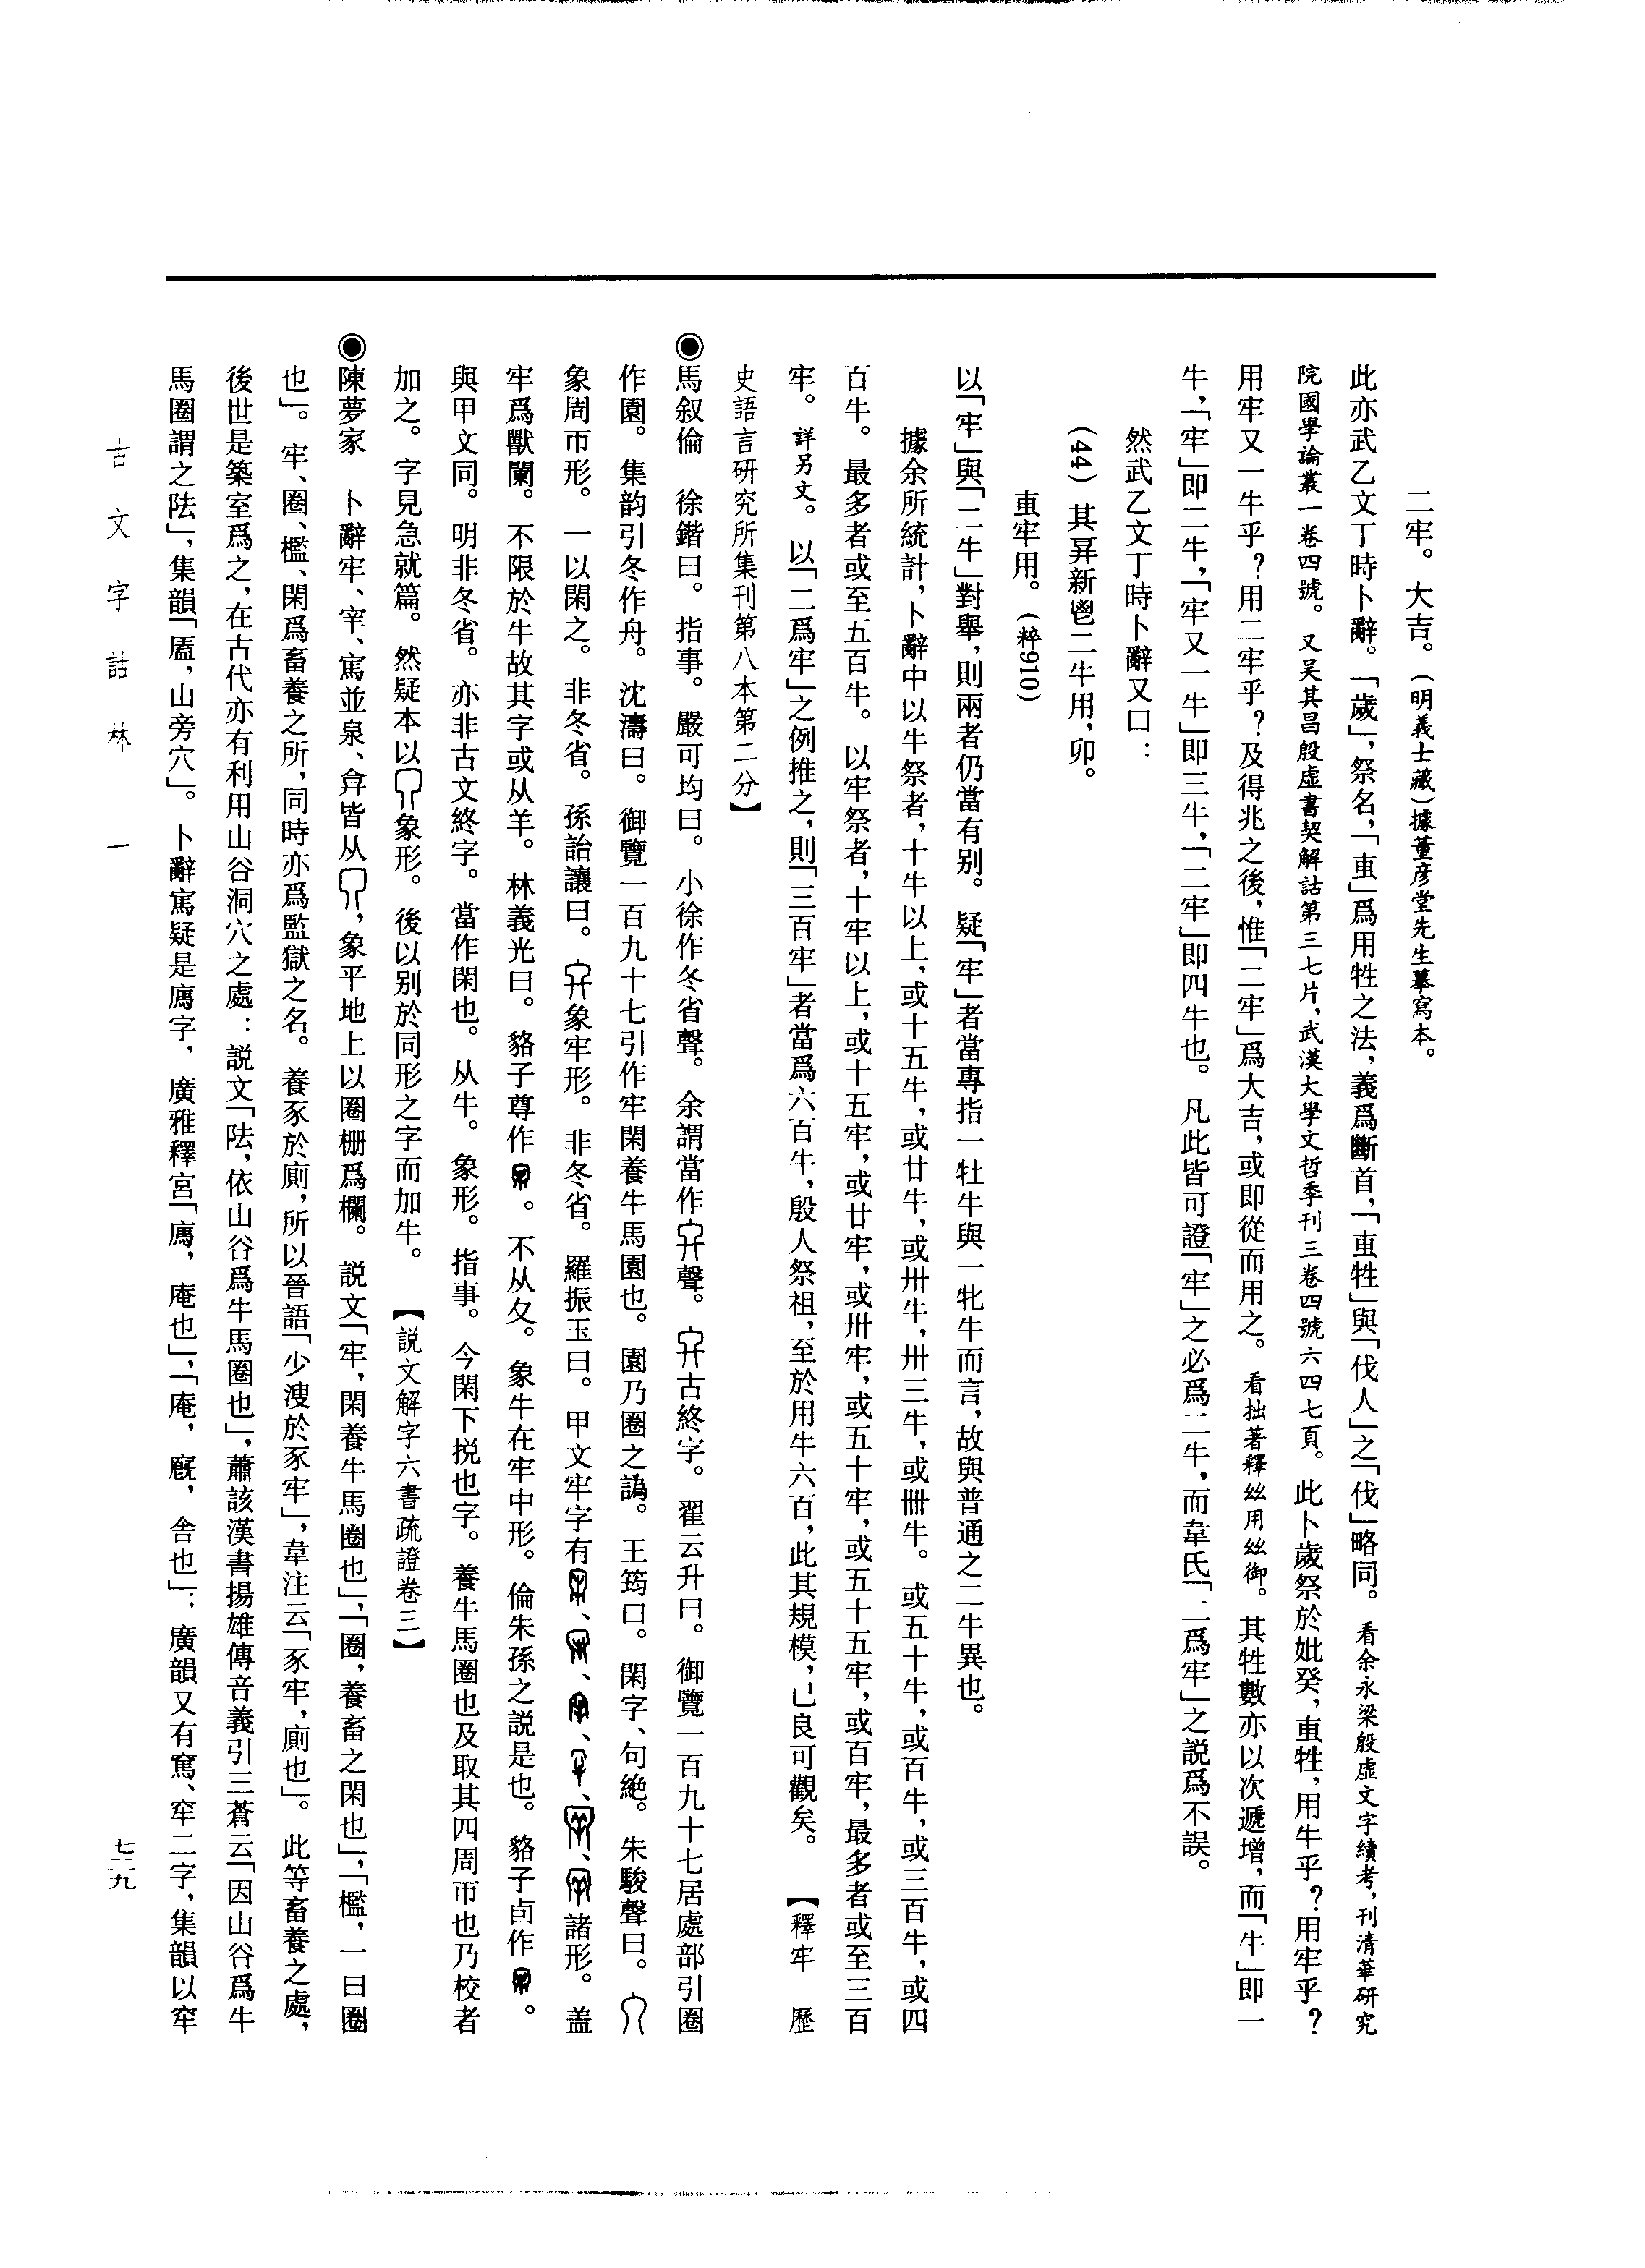 二牢。大吉。(明義士藏)據董彦堂先生摹寫本。
此亦武乙文丁時卜辭。「歲」,祭名,「叀」爲用牲之法,義爲斷首,「叀牲」與「伐人」之「伐」略同。看余永梁殷虚文字續考,刊清華研究
院國學論叢一卷四號。又吴其昌殷虚書契解詁第三七片,武漢大學文哲季刊三卷四號六四七頁。此卜歲祭於妣癸,叀牲,用牛乎?用牢乎?
用牢又一牛乎?用二牢乎?及得兆之後,惟「二牢」爲大吉,或即從而用之。看拙著釋𢆶用𢆶御。其牲數亦以次遞增,而「牛」即一
牛,「牢」即二牛,「牢又一牛」即三牛,「二牢」即四牛也。凡此皆可證「牢」之必爲二牛,而韋氏「二爲牢」之説爲不誤。
然武乙文丁時卜辭又曰:
(44) 其𢍰新鬯二牛用,卯。
叀牢用。(粹910)
以「牢」與「二牛」對舉,則兩者仍當有别。疑「牢」者當專指一牡牛與一牝牛而言,故與普通之二牛異也。
據余所統計,卜辭中以牛祭者,十牛以上,或十五牛,或廿牛,或卅牛,卅三牛,或卌牛。或五十牛,或百牛,或三百牛,或四
百牛。最多者或至五百牛。以牢祭者,十牢以上,或十五牢,或廿牢,或卅牢,或五十牢,或五十五牢,或百牢,最多者或至三百
牢。詳另文。以「二爲牢」之例推之,則「三百牢」者當爲六百牛,殷人祭祖,至於用牛六百,此其規模,已良可觀矣。【釋牢 歷
史語言研究所集刊第八本第二分】
◉馬叙倫 徐鍇曰。指事。嚴可均曰。小徐作冬省聲。余謂當作聲。古終字。翟云升曰。御覽一百九十七居處部引圈
作園。集韵引冬作舟。沈濤曰。御覽一百九十七引作牢閑養牛馬園也。園乃圈之譌。王筠曰。閑字、句絶。朱駿聲曰。
象周帀形。一以閑之。非冬省。孫詒讓曰。象牢形。非冬省。羅振玉曰。甲文牢字有、、、、、諸形。盖
牢爲獸闌。不限於牛故其字或从羊。林義光曰。貉子尊作。不从夂。象牛在牢中形。倫朱孫之説是也。貉子卣作。
與甲文同。明非冬省。亦非古文終字。當作閑也。从牛。象形。指事。今閑下捝也字。養牛馬圈也及取其四周帀也乃校者
加之。字見急就篇。然疑本以象形。後以别於同形之字而加牛。【説文解字六書疏證卷三】
◉陳夢家 卜辭牢、宰、寫並泉、弇皆从,象平地上以圈栅爲欄。説文「牢,閑養牛馬圈也」,「圈,養畜之閑也」,「檻,一曰圈
也」。牢、圈、檻、閑爲畜養之所,同時亦爲監獄之名。養豕於廁,所以晉語「少溲於豕牢」,韋注云「豕牢,廁也」。此等畜養之處,
後世是築室爲之,在古代亦有利用山谷洞穴之處:説文「阹,依山谷爲牛馬圈也」,蕭該漢書揚雄傳音義引三蒼云「因山谷爲牛
馬圈謂之阹」,集韻「㕎,山旁穴」。卜辭寫疑是廌字,廣雅釋宫「廌,庵也」,「庵,廐,舍也」;廣韻又有窵、窂二字,集韻以窂
古文字詁林 一
七二九